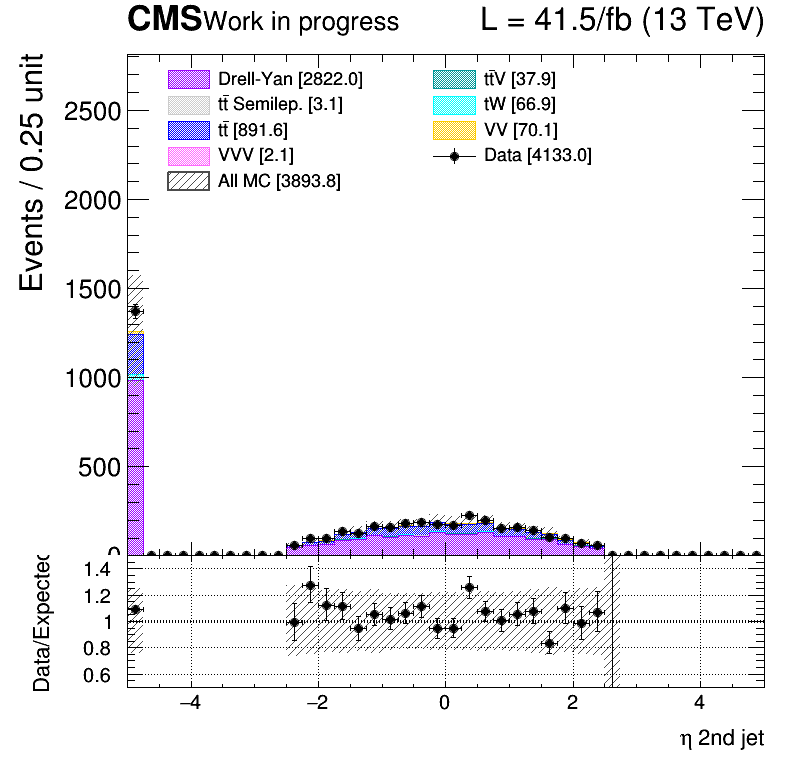 CMS Work in progress L = 41.5/fb (13 TeV)
Events / 0.25 unit
Drell-Yan [2822.0]
tt̄ Semilep. [3.1]
tt̄ [891.6]
VVV [2.1]
All MC [3893.8]
tt̄V [37.9]
tW [66.9]
VV [70.1]
Data [4133.0]
2500
2000
1500
1000
500
0
Data/Expected
1.4
1.2
1
0.8
0.6
−4 −2 0 2 4
η 2nd jet